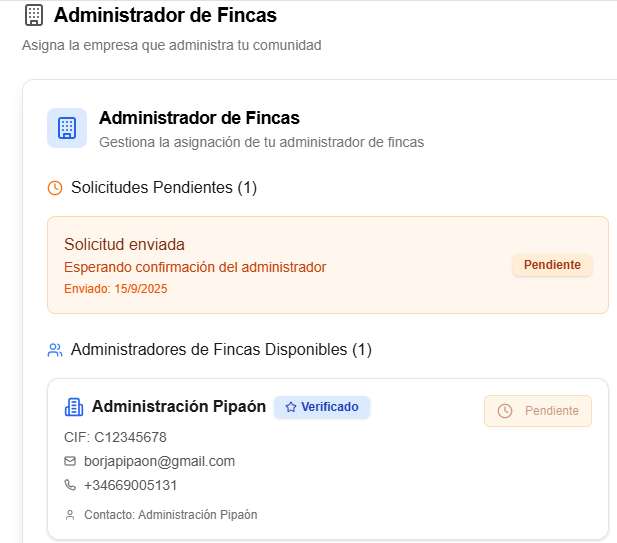 Administrador de Fincas
Asigna la empresa que administra tu comunidad
Administrador de Fincas
Gestiona la asignación de tu administrador de fincas
Solicitudes Pendientes (1)
Solicitud enviada
Esperando confirmación del administrador
Enviado: 15/9/2025
Pendiente
Administradores de Fincas Disponibles (1)
Administración Pipaón
Verificado
Pendiente
CIF: C12345678
borjapipaon@gmail.com
+34669005131
Contacto: Administración Pipaón